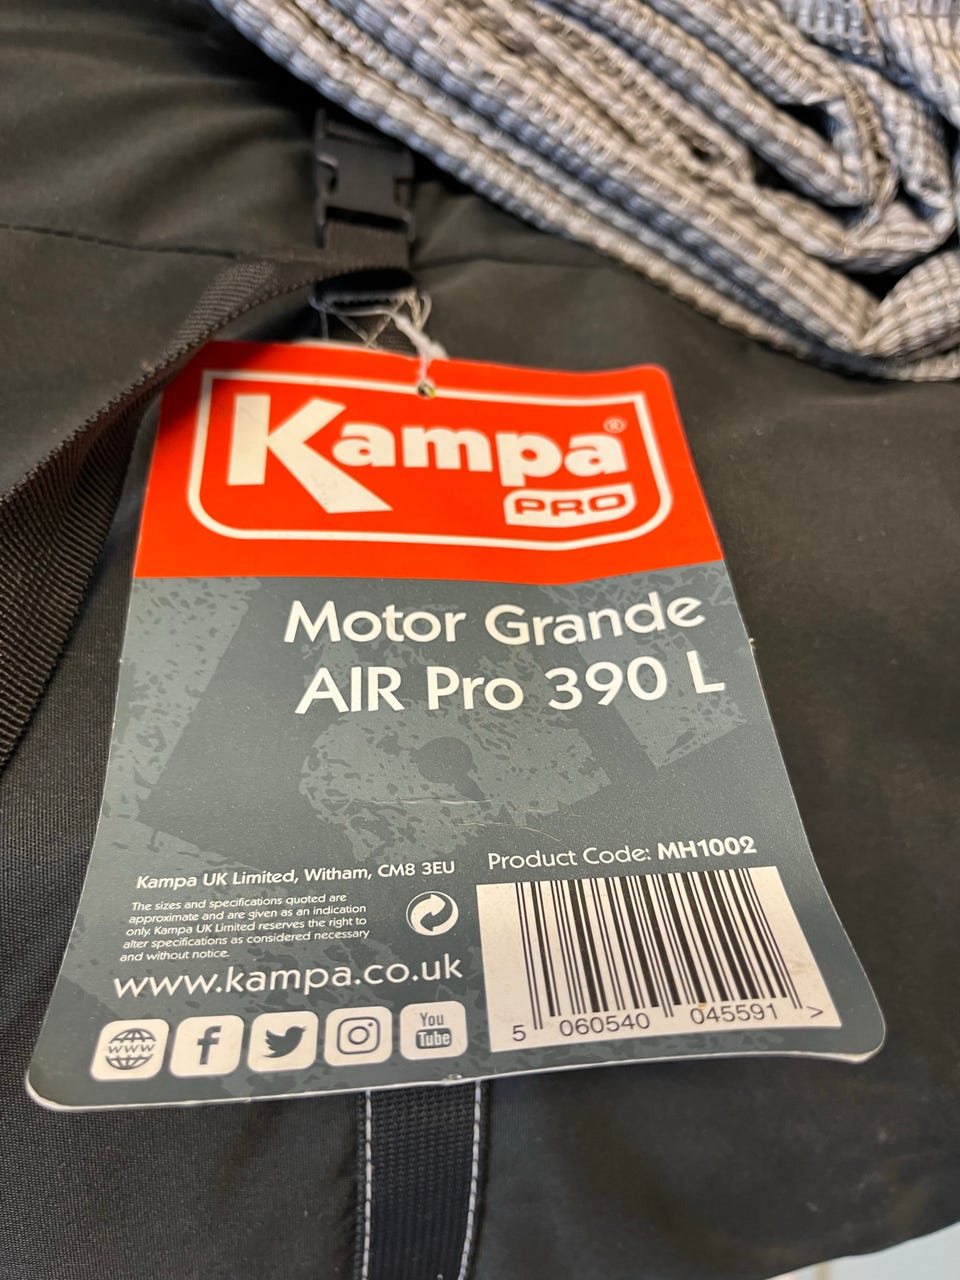 Kampa®
PRO
Motor Grande
AIR Pro 390 L
Product Code: MH1002
Kampa UK Limited, Witham, CM8 3EU
The sizes and specifications quoted are
approximate and are given as an indication
only. Kampa UK Limited reserves the right to
alter specifications as considered necessary
and without notice.
www.kampa.co.uk
www
f
You
Tube
5 060540 045591 >